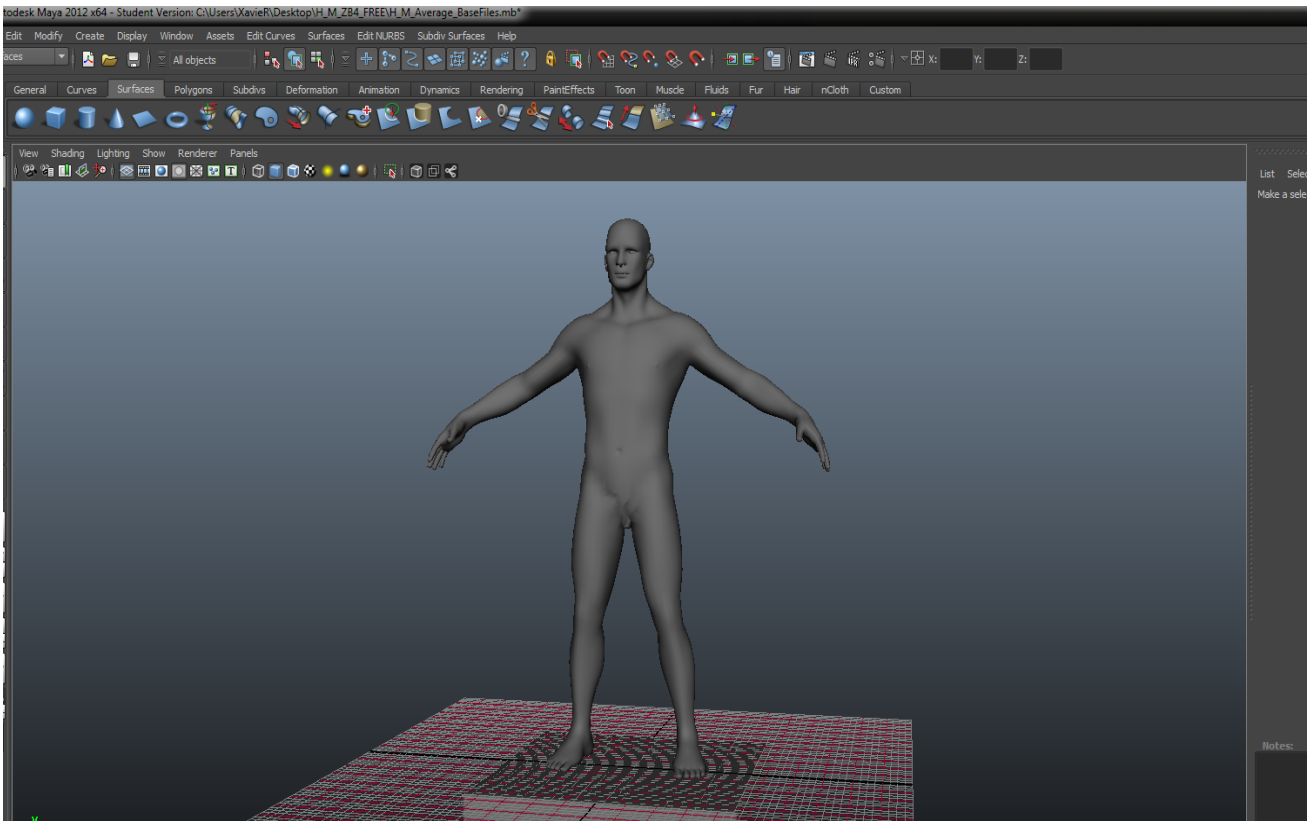 todesk Maya 2012 x64 - Student Version: C:\Users\XavieR\Desktop\H_M_ZB4_FREE\H_M_Average_BaseFiles.mb*
Edit Modify Create Display Window Assets Edit Curves Surfaces Edit NURBS Subdiv Surfaces Help
aces All objects X: Y: Z:
General Curves Surfaces Polygons Subdivs Deformation Animation Dynamics Rendering PaintEffects Toon Muscle Fluids Fur Hair nCloth Custom
View Shading Lighting Show Renderer Panels
List Selec
Make a sele
Notes:
Y